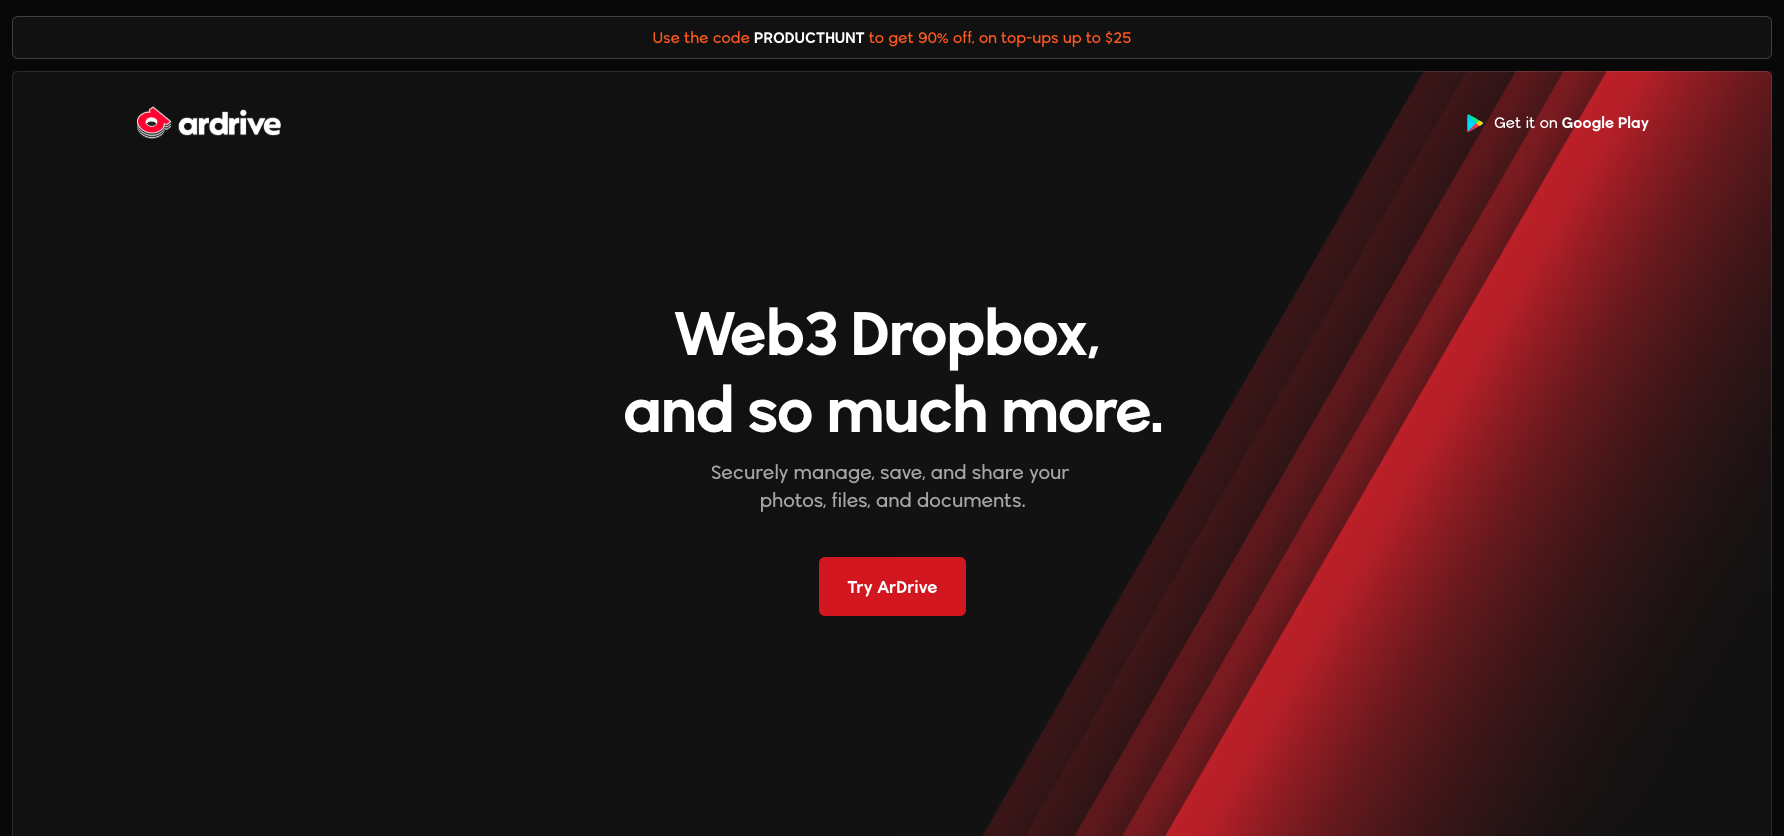 Use the code PRODUCTHUNT to get 90% off, on top-ups up to $25
ardrive
Get it on Google Play
Web3 Dropbox,
and so much more.
Securely manage, save, and share your
photos, files, and documents.
Try ArDrive